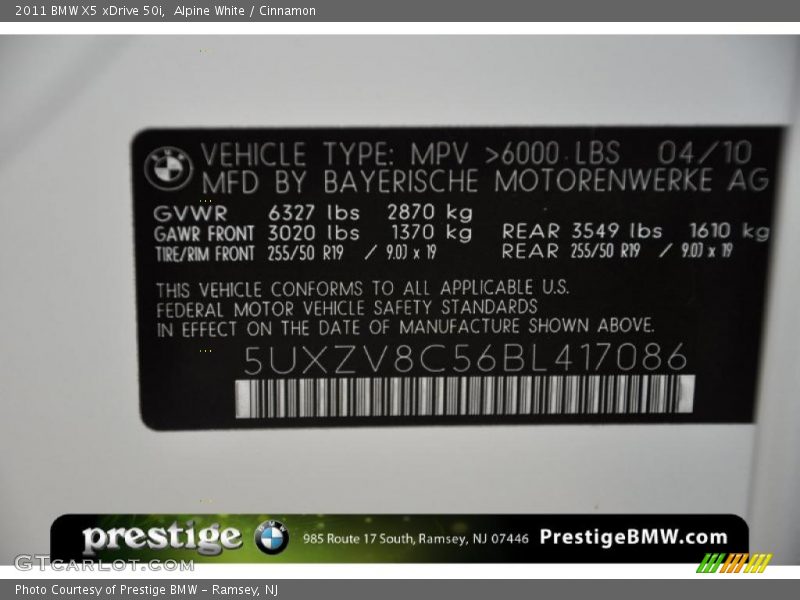 2011 BMW X5 xDrive 50i,  Alpine White / Cinnamon
VEHICLE TYPE: MPV >6000 LBS 04/10
MFD BY BAYERISCHE MOTORENWERKE AG
GVWR 6327 lbs 2870 kg
GAWR FRONT 3020 lbs 1370 kg REAR 3549 lbs 1610 kg
TIRE/RIM FRONT 255/50 R19 / 9.0J x 19 REAR 255/50 R19 / 9.0J x 19
THIS VEHICLE CONFORMS TO ALL APPLICABLE U.S.
FEDERAL MOTOR VEHICLE SAFETY STANDARDS
IN EFFECT ON THE DATE OF MANUFACTURE SHOWN ABOVE.
5UXZV8C56BL417086
prestige BMW 985 Route 17 South, Ramsey, NJ 07446 PrestigeBMW.com
GTCARLOT.COM
Photo Courtesy of Prestige BMW - Ramsey, NJ